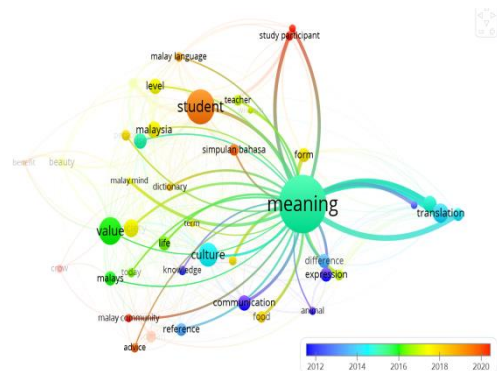 study participant
malay language
level
student
teacher
malaysia
simpulan bahasa
form
beauty
malay mind
dictionary
meaning
translation
value
life
culture
difference
expression
malays
today
knowledge
communication
food
animal
malay community
reference
advice
crow
2012 2014 2016 2018 2020